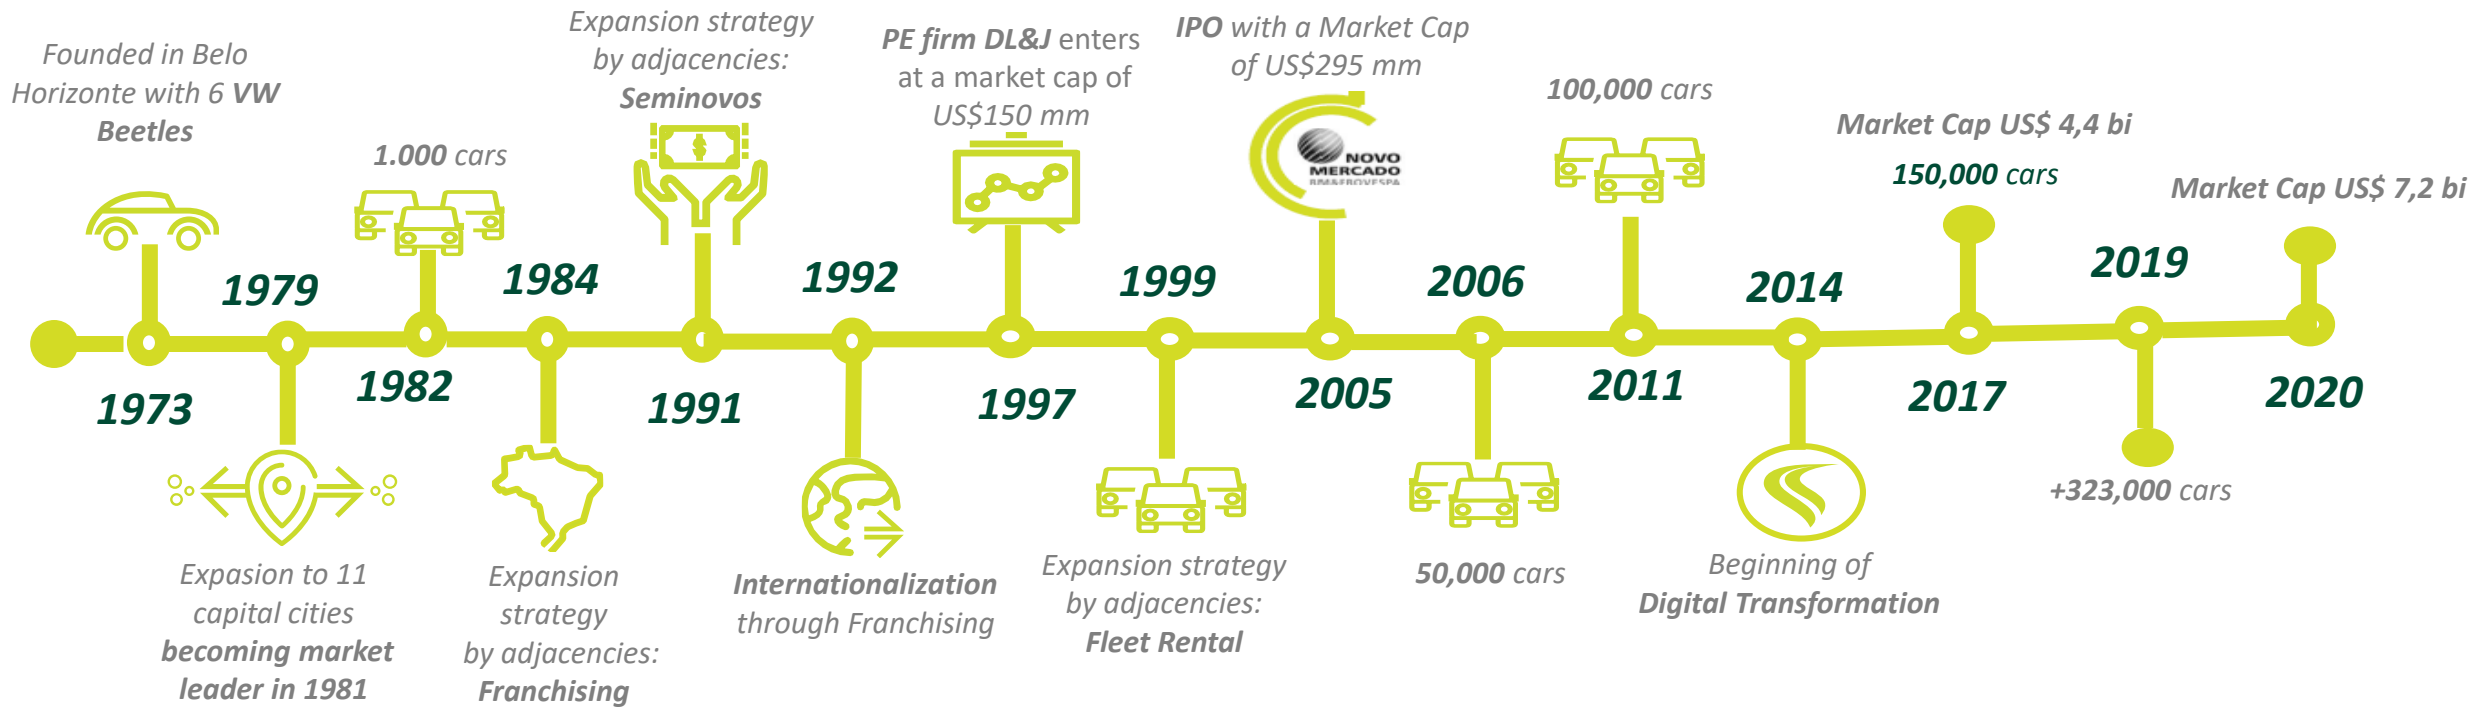 Founded in Belo
Horizonte with 6 VW
Beetles
1973
1979
Expasion to 11
capital cities
becoming market
leader in 1981
1.000 cars
1982
1984
Expansion
strategy
by adjacencies:
Franchising
Expansion strategy
by adjacencies:
Seminovos
1991
1992
Internationalization
through Franchising
PE firm DL&J enters
at a market cap of
US$150 mm
1997
1999
Expansion strategy
by adjacencies:
Fleet Rental
IPO with a Market Cap
of US$295 mm
NOVO
MERCADO
BM&FBOVESPA
2005
2006
50,000 cars
100,000 cars
2011
2014
Beginning of
Digital Transformation
Market Cap US$ 4,4 bi
150,000 cars
2017
2019
+323,000 cars
Market Cap US$ 7,2 bi
2020